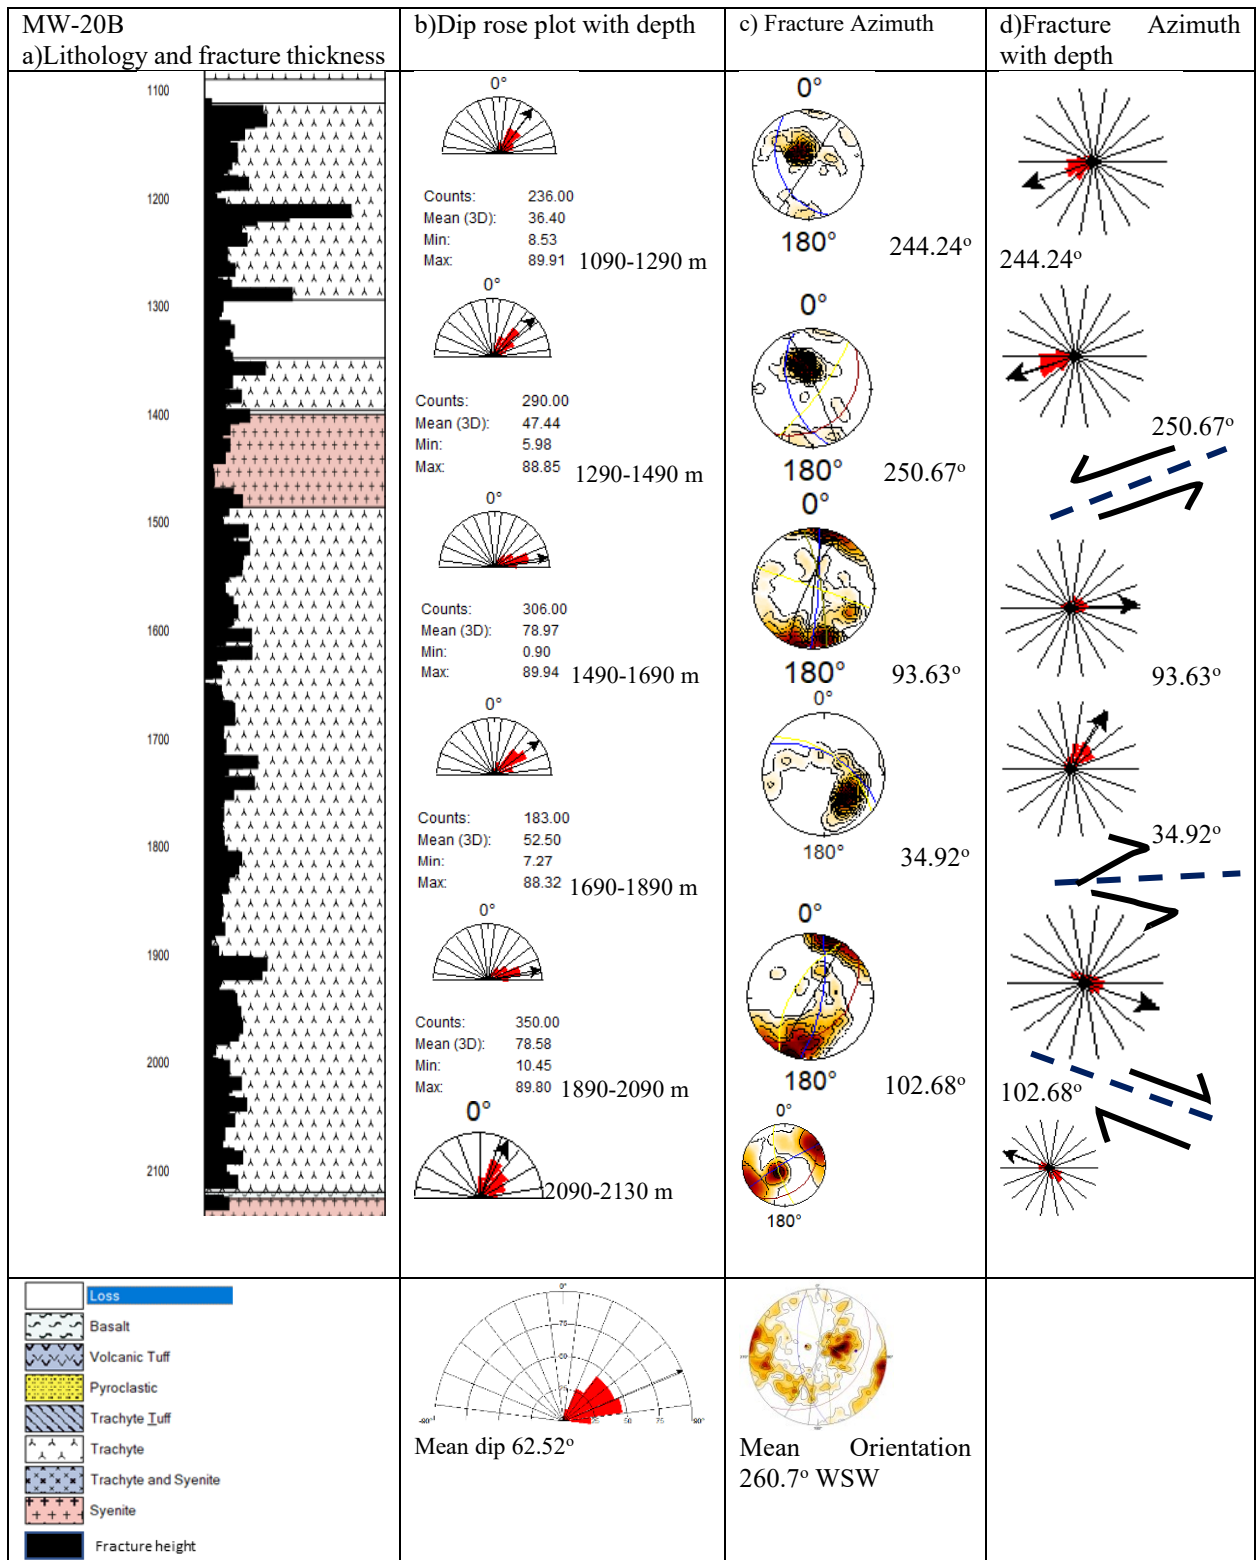 MW-20B
a)Lithology and fracture thickness
b)Dip rose plot with depth
c) Fracture Azimuth
d)Fracture Azimuth
with depth
1100
1200
1300
1400
1500
1600
1700
1800
1900
2000
2100
0°
Counts: 236.00
Mean (3D): 36.40
Min: 8.53
Max: 89.91 1090-1290 m
0°
Counts: 290.00
Mean (3D): 47.44
Min: 5.98
Max: 88.85 1290-1490 m
0°
Counts: 306.00
Mean (3D): 78.97
Min: 0.90
Max: 89.94 1490-1690 m
0°
Counts: 183.00
Mean (3D): 52.50
Min: 7.27
Max: 88.32 1690-1890 m
0°
Counts: 350.00
Mean (3D): 78.58
Min: 10.45
Max: 89.80 1890-2090 m
0°
2090-2130 m
0°
180° 244.24°
0°
180° 250.67°
0°
180° 93.63°
0°
180° 34.92°
0°
180° 102.68°
0°
180°
244.24°
250.67°
93.63°
34.92°
102.68°
Loss
Basalt
Volcanic Tuff
Pyroclastic
Trachyte Tuff
Trachyte
Trachyte and Syenite
Syenite
Fracture height
0°
75
50
-90° 25 50 75 90°
Mean dip 62.52°
Mean Orientation
260.7° WSW